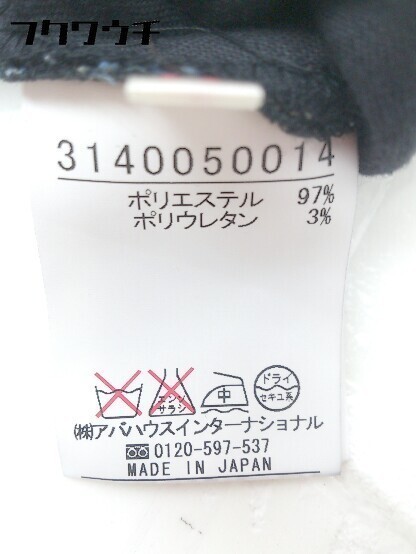 フクウウチ
3140050014
ポリエステル 97%
ポリウレタン 3%
エンソ サラシ 中 ドライ セキユ系
㈱アバハウスインターナショナル
0120-597-537
MADE IN JAPAN